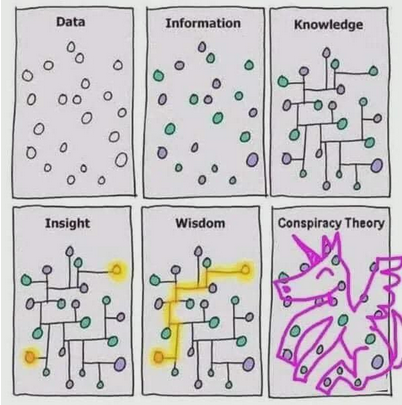 Data
Information
Knowledge
Insight
Wisdom
Conspiracy Theory